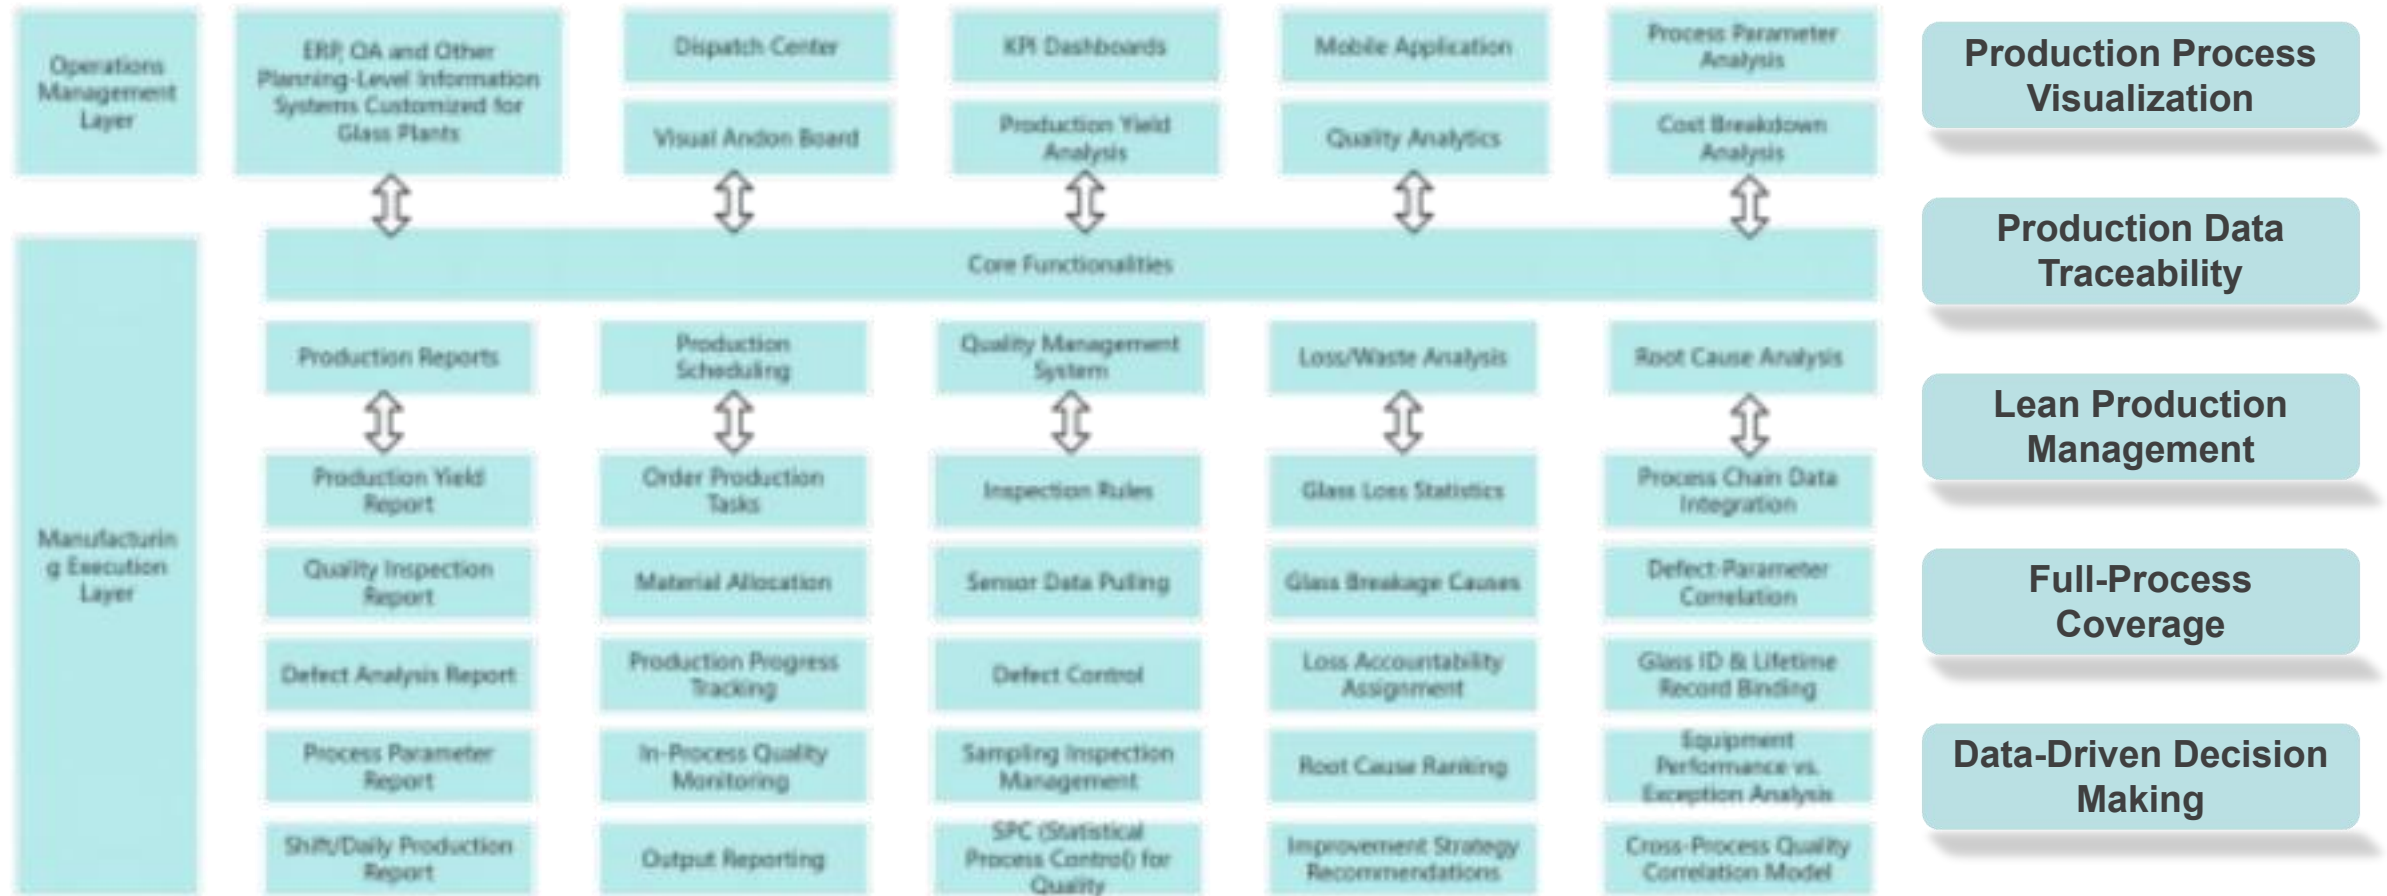 Operations
Management
Layer
ERP, QA and Other
Planning-Level Information
Systems Customized for
Glass Plants
Dispatch Center
KPI Dashboards
Mobile Application
Process Parameter
Analysis
Visual Andon Board
Production Yield
Analysis
Quality Analytics
Cost Breakdown
Analysis
Core Functionalities
Manufacturin
g Execution
Layer
Production Reports
Production
Scheduling
Quality Management
System
Loss/Waste Analysis
Root Cause Analysis
Production Yield
Report
Order Production
Tasks
Inspection Rules
Glass Loss Statistics
Process Chain Data
Integration
Quality Inspection
Report
Material Allocation
Sensor Data Pulling
Glass Breakage Causes
Defect-Parameter
Correlation
Defect Analysis Report
Production Progress
Tracking
Defect Control
Loss Accountability
Assignment
Glass ID & Lifetime
Record Binding
Process Parameter
Report
In-Process Quality
Monitoring
Sampling Inspection
Management
Root Cause Ranking
Equipment
Performance vs.
Exception Analysis
Shift/Daily Production
Report
Output Reporting
SPC (Statistical
Process Control) for
Quality
Improvement Strategy
Recommendations
Cross-Process Quality
Correlation Model
Production Process
Visualization
Production Data
Traceability
Lean Production
Management
Full-Process
Coverage
Data-Driven Decision
Making